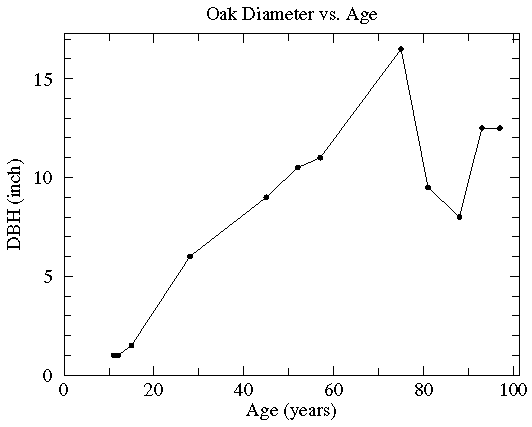 Oak Diameter vs. Age
15
10
5
0
DBH (inch)
0 20 40 60 80 100
Age (years)